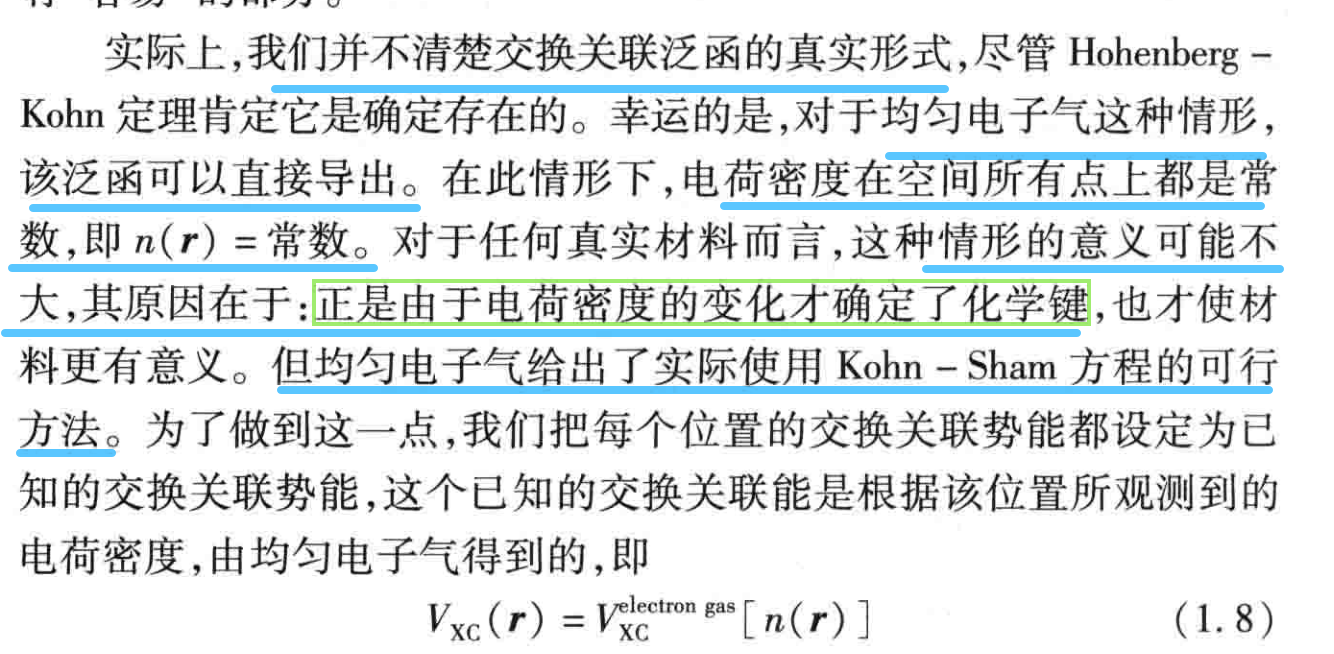 实际上,我们并不清楚交换关联泛函的真实形式,尽管 Hohenberg -
Kohn 定理肯定它是确定存在的。幸运的是,对于均匀电子气这种情形,
该泛函可以直接导出。在此情形下,电荷密度在空间所有点上都是常
数,即 n(r) = 常数。对于任何真实材料而言,这种情形的意义可能不
大,其原因在于:正是由于电荷密度的变化才确定了化学键,也才使材
料更有意义。但均匀电子气给出了实际使用 Kohn - Sham 方程的可行
方法。为了做到这一点,我们把每个位置的交换关联势能都设定为已
知的交换关联势能,这个已知的交换关联能是根据该位置所观测到的
电荷密度,由均匀电子气得到的,即
V_XC(r) = V_XC^electron gas [n(r)] (1.8)